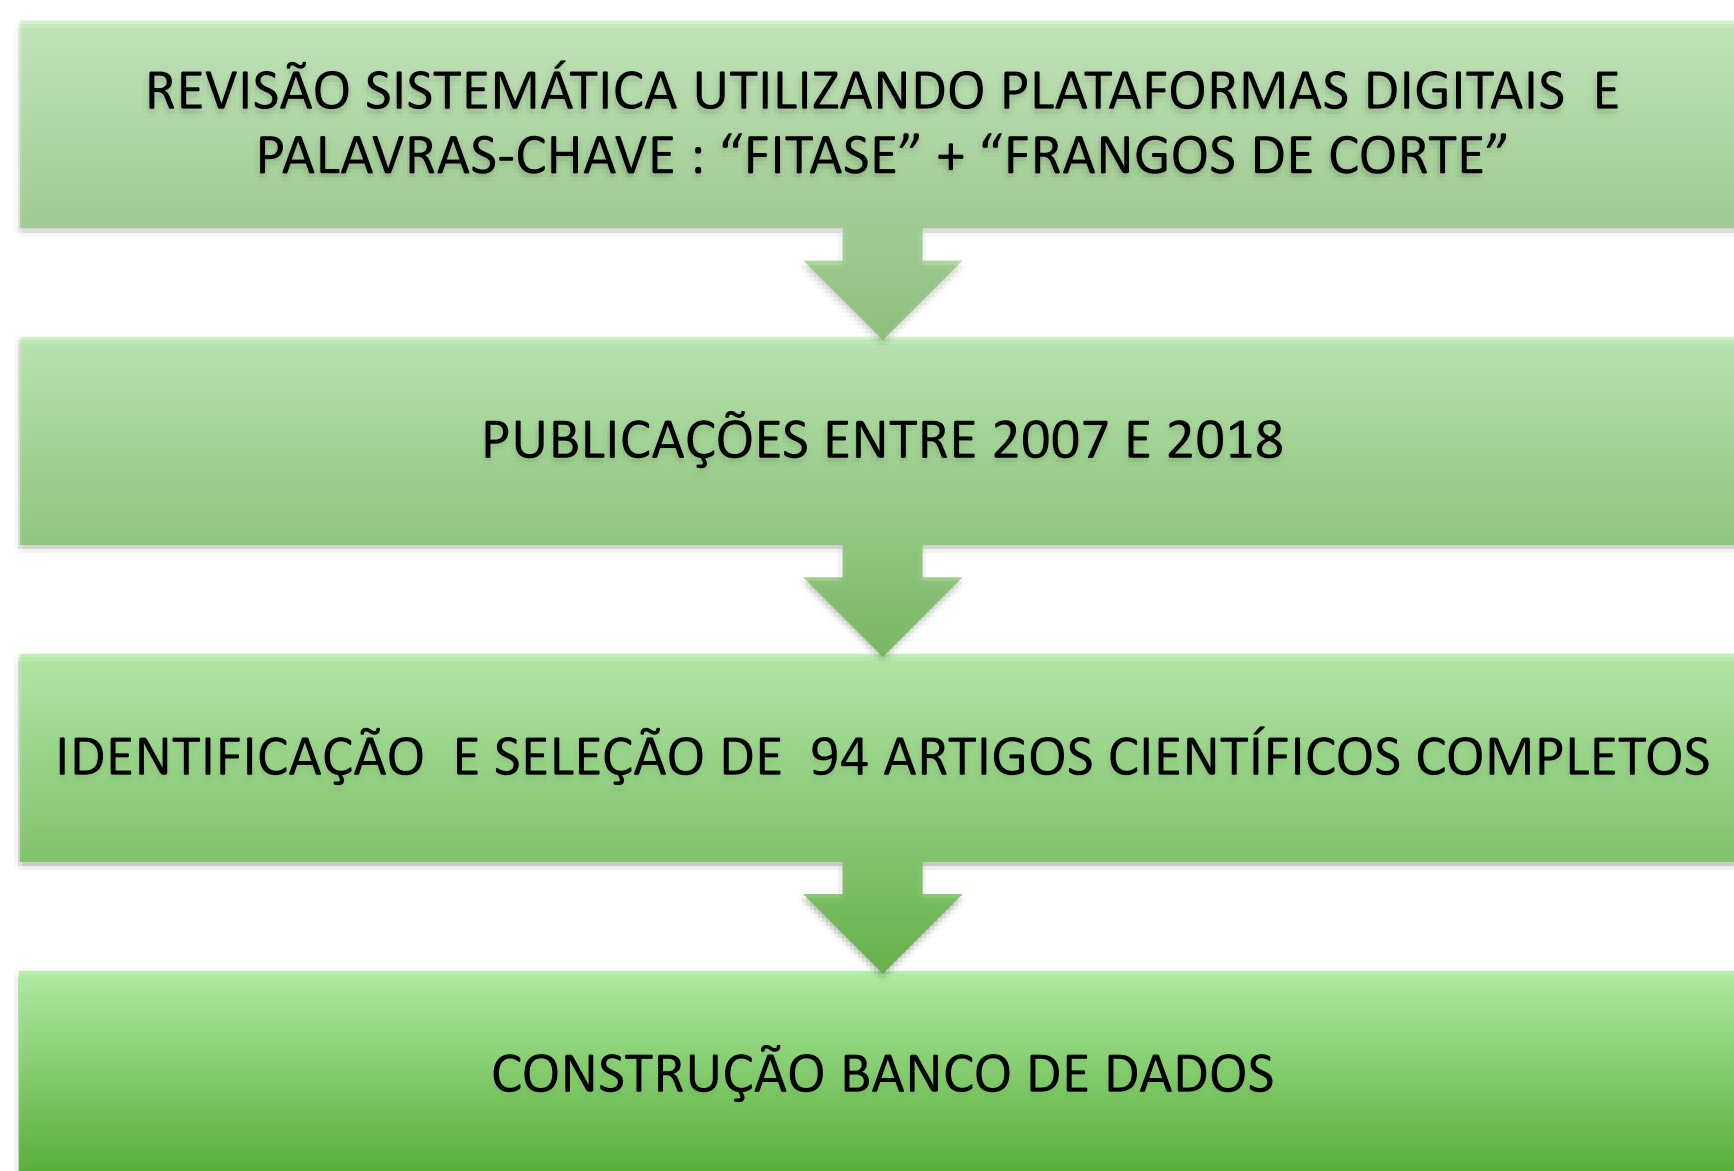 REVISÃO SISTEMÁTICA UTILIZANDO PLATAFORMAS DIGITAIS  E
PALAVRAS-CHAVE : “FITASE” + “FRANGOS DE CORTE”
PUBLICAÇÕES ENTRE 2007 E 2018
IDENTIFICAÇÃO  E SELEÇÃO DE  94 ARTIGOS CIENTÍFICOS COMPLETOS
CONSTRUÇÃO BANCO DE DADOS